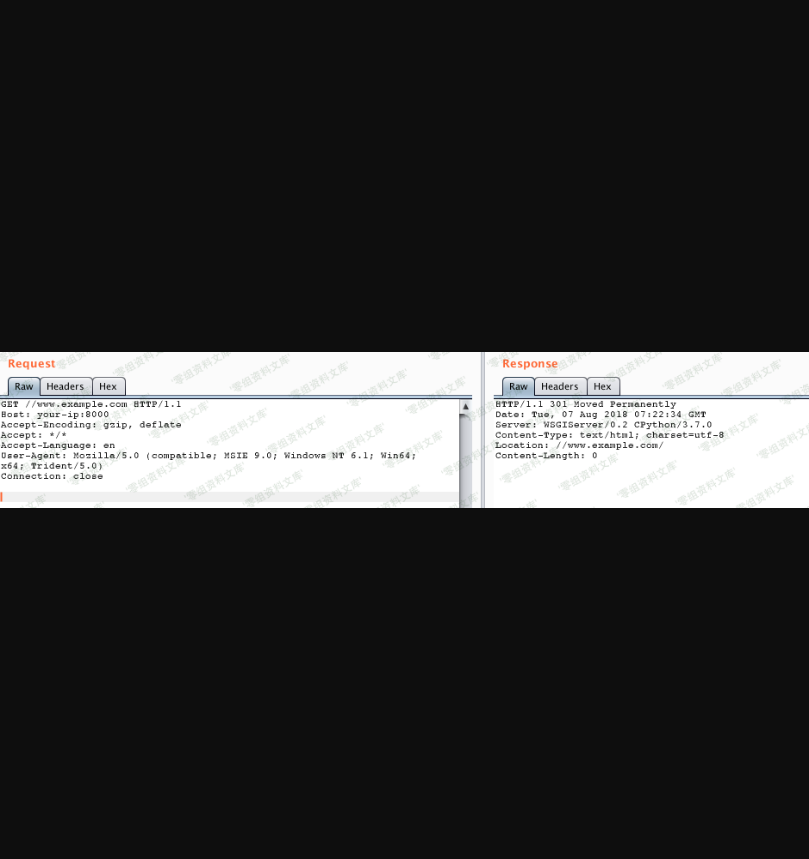 Request
Raw Headers Hex
GET //www.example.com HTTP/1.1
Host: your-ip:8000
Accept-Encoding: gzip, deflate
Accept: */*
Accept-Language: en
User-Agent: Mozilla/5.0 (compatible; MSIE 9.0; Windows NT 6.1; Win64;
x64; Trident/5.0)
Connection: close
Response
Raw Headers Hex
HTTP/1.1 301 Moved Permanently
Date: Tue, 07 Aug 2018 07:22:34 GMT
Server: WSGIServer/0.2 CPython/3.7.0
Content-Type: text/html; charset=utf-8
Location: //www.example.com/
Content-Length: 0
零组资料文库